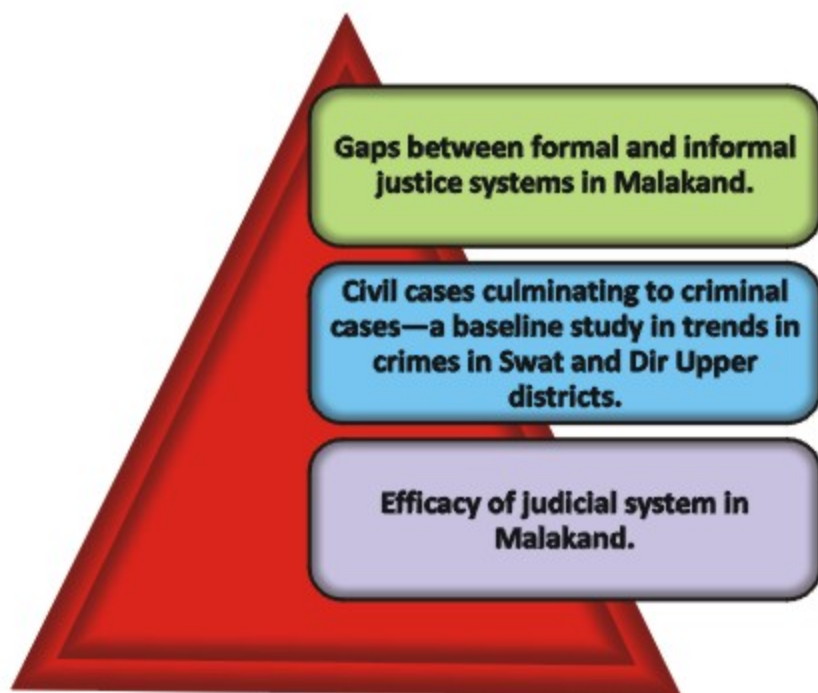 Gaps between formal and informal
justice systems in Malakand.
Civil cases culminating to criminal
cases—a baseline study in trends in
crimes in Swat and Dir Upper
districts.
Efficacy of judicial system in
Malakand.